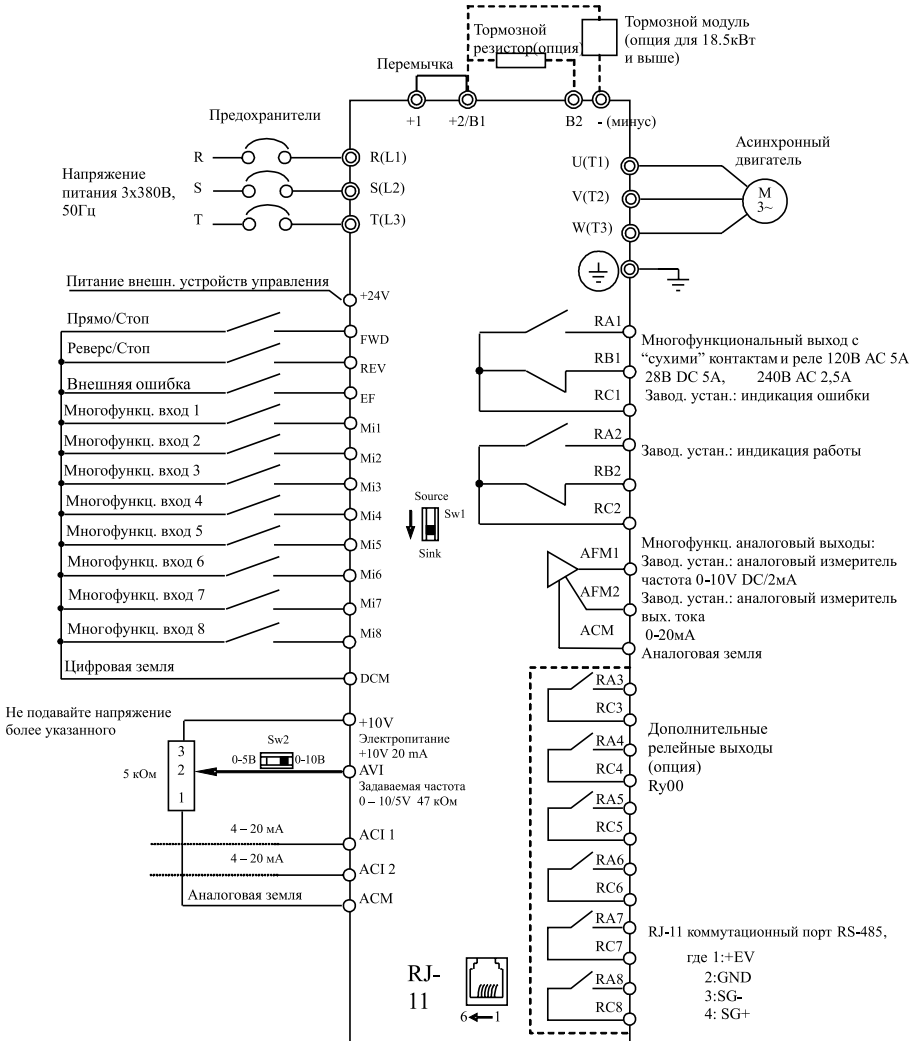 Тормозной модуль
(опция для 18.5кВт
и выше)
Тормозной
резистор(опция)
Перемычка
+1
+2/B1
B2
- (минус)
Предохранители
R
R(L1)
Напряжение
питания 3х380В,
50Гц
S
S(L2)
T
T(L3)
Асинхронный
двигатель
U(T1)
V(T2)
W(T3)
M
3~
Питание внешн. устройств управления
+24V
Прямо/Стоп
FWD
Реверс/Стоп
REV
Внешняя ошибка
EF
Многофункц. вход 1
Mi1
Многофункц. вход 2
Mi2
Многофункц. вход 3
Mi3
Многофункц. вход 4
Mi4
Многофункц. вход 5
Mi5
Многофункц. вход 6
Mi6
Многофункц. вход 7
Mi7
Многофункц. вход 8
Mi8
Цифровая земля
DCM
Source
Sw1
Sink
RA1
RB1
RC1
Многофункциональный выход с
“сухими” контактам и реле 120В AC 5A
28В DC 5A, 240В AC 2,5A
Завод. устан.: индикация ошибки
RA2
RB2
RC2
Завод. устан.: индикация работы
AFM1
AFM2
ACM
Многофункц. аналоговый выходы:
Завод. устан.: аналоговый измеритель
частота 0-10V DC/2mA
Завод. устан.: аналоговый измеритель
вых. тока
0-20мА
Аналоговая земля
Не подавайте напряжение
более указанного
5 кОм
3
2
1
Sw2
0-5В
0-10В
+10V
Электропитание
+10V 20 mA
AVI
Задаваемая частота
0 – 10/5V 47 кОм
4 – 20 мА
ACI 1
4 – 20 мА
ACI 2
Аналоговая земля
ACM
RA3
RC3
RA4
RC4
RA5
RC5
RA6
RC6
RA7
RC7
RA8
RC8
Дополнительные
релейные выходы
(опция)
Ry00
RJ-11 коммутационный порт RS-485,
где 1:+EV
2:GND
3:SG-
4: SG+
RJ-
11
6
1